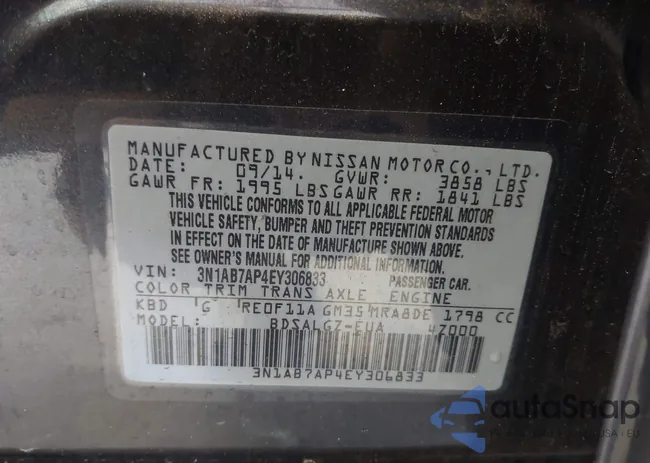 MANUFACTURED BY NISSAN MOTOR CO., LTD.
DATE: 09/14. GVWR: 3858 LBS
GAWR FR: 1995 LBS GAWR RR: 1841 LBS
THIS VEHICLE CONFORMS TO ALL APPLICABLE FEDERAL MOTOR
VEHICLE SAFETY, BUMPER AND THEFT PREVENTION STANDARDS
IN EFFECT ON THE DATE OF MANUFACTURE SHOWN ABOVE.
SEE OWNER'S MANUAL FOR ADDITIONAL INFORMATION
VIN: 3N1AB7AP4EY306833 PASSENGER CAR.
COLOR TRIM TRANS AXLE ENGINE
KBD G RE0F11A GM35 MRA8DE 1798 CC
MODEL: BDSALGZ-EUA 4Z000
3N1AB7AP4EY306833
autoSnap
USA | EU